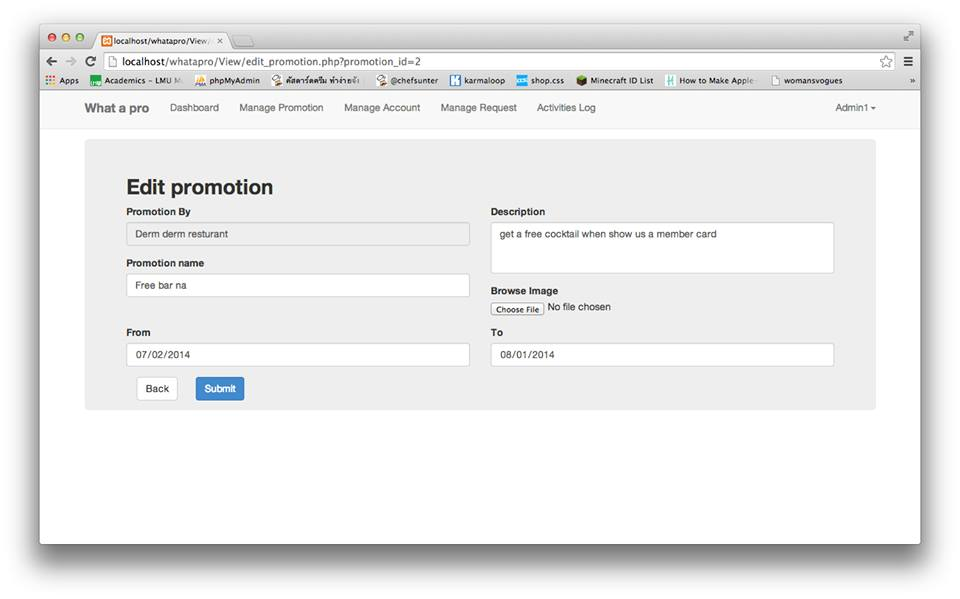 localhost/whatapro/View/
localhost/whatapro/View/edit_promotion.php?promotion_id=2
Apps Academics – LMU Mu phpMyAdmin คัสตาร์ดครีม ทำง่ายจัง @chefsunter karmaloop shop.css Minecraft ID List How to Make Apple womansvogues »
What a pro Dashboard Manage Promotion Manage Account Manage Request Activities Log Admin1
Edit promotion
Promotion By
Derm derm resturant
Promotion name
Free bar na
Description
get a free cocktail when show us a member card
Browse Image
Choose File No file chosen
From
07/02/2014
To
08/01/2014
Back Submit